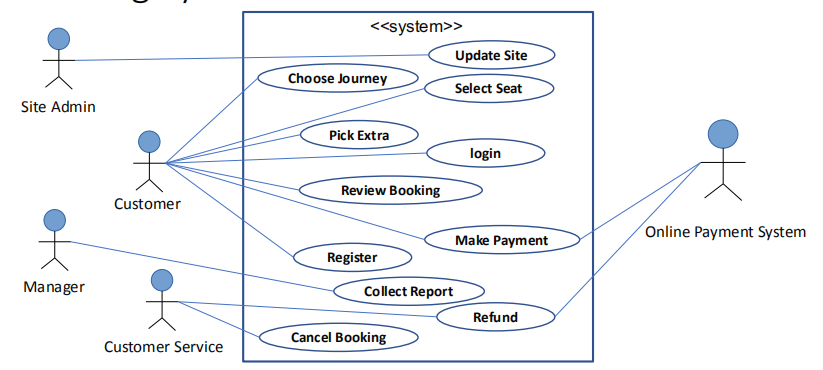 <<system>>
Update Site
Choose Journey
Select Seat
Site Admin
Pick Extra
login
Review Booking
Customer
Online Payment System
Make Payment
Register
Manager
Collect Report
Refund
Cancel Booking
Customer Service